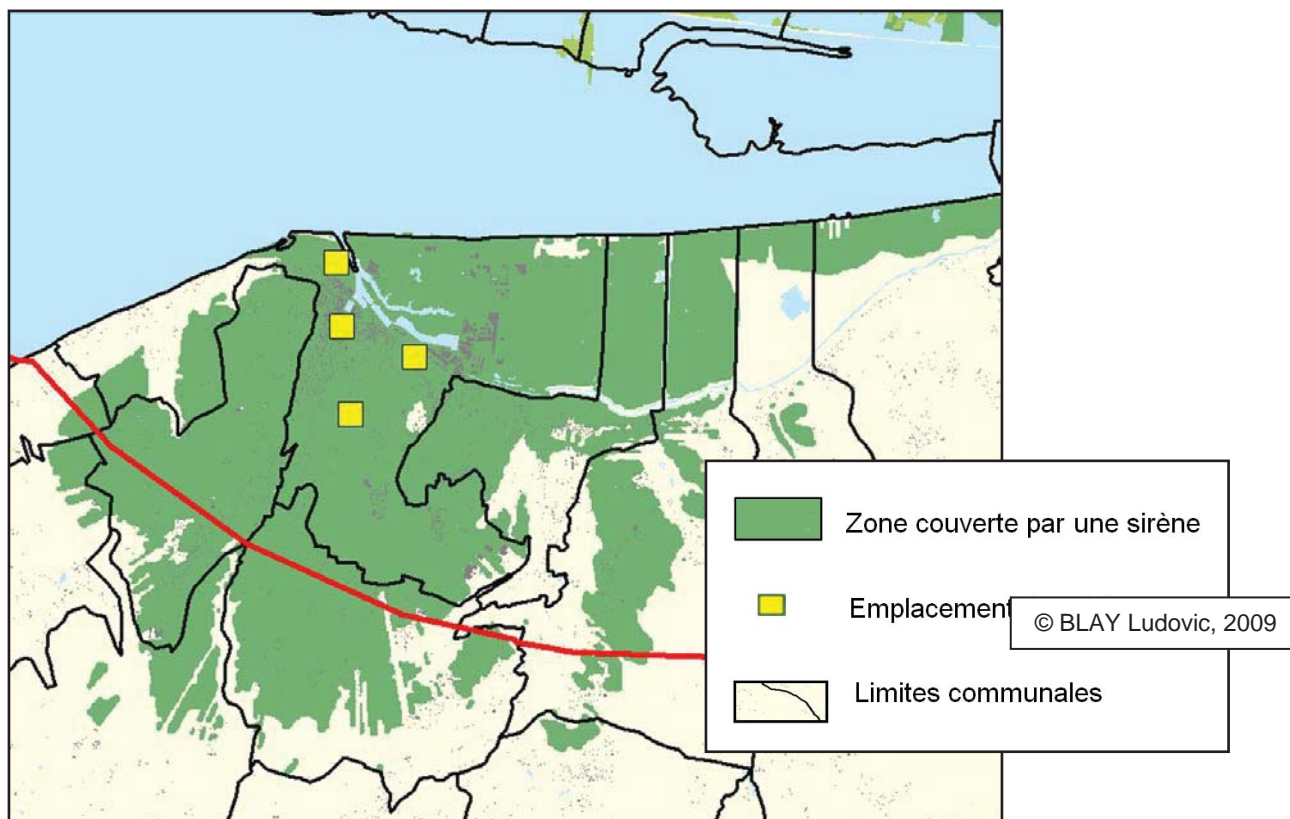 Zone couverte par une sirène
Emplacement
© BLAY Ludovic, 2009
Limites communales